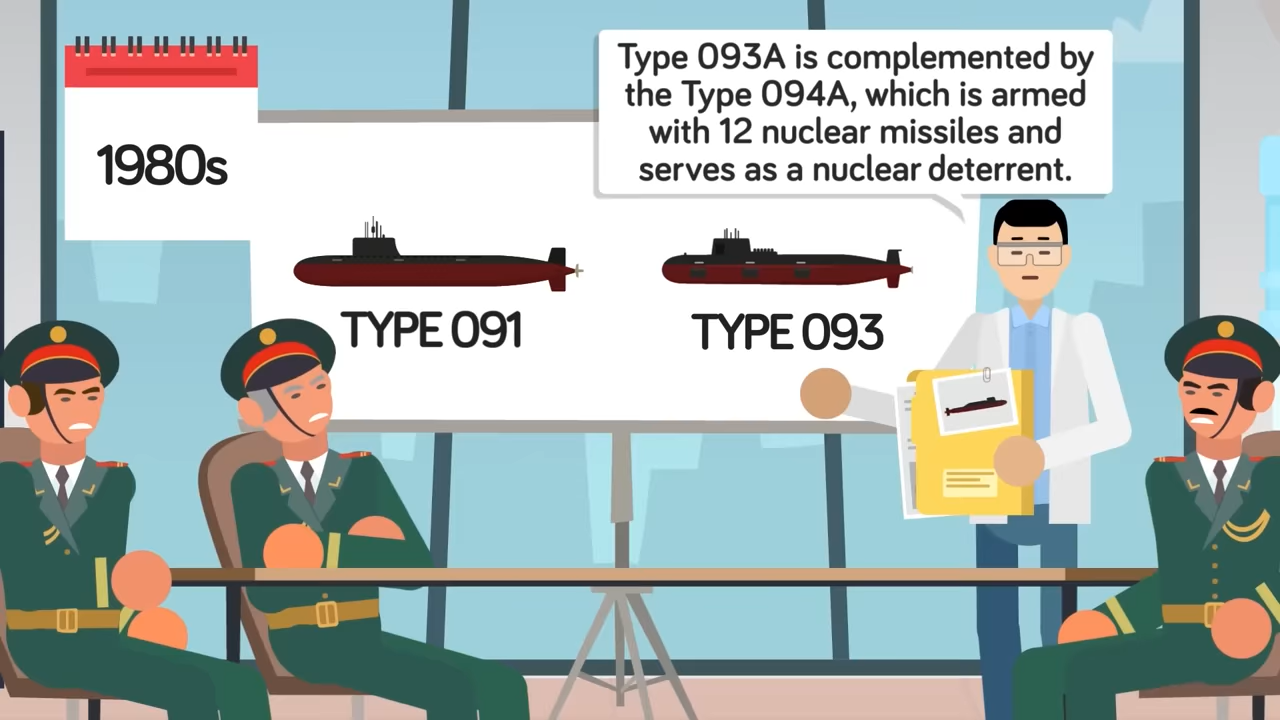 1980s
Type 093A is complemented by
the Type 094A, which is armed
with 12 nuclear missiles and
serves as a nuclear deterrent.
TYPE 091
TYPE 093